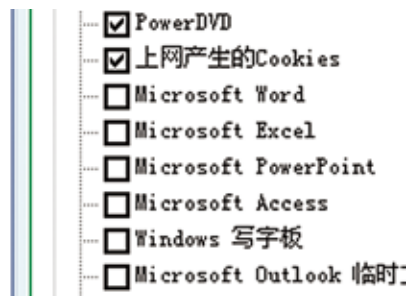 PowerDVD
上网产生的Cookies
Microsoft Word
Microsoft Excel
Microsoft PowerPoint
Microsoft Access
Windows 写字板
Microsoft Outlook 临时